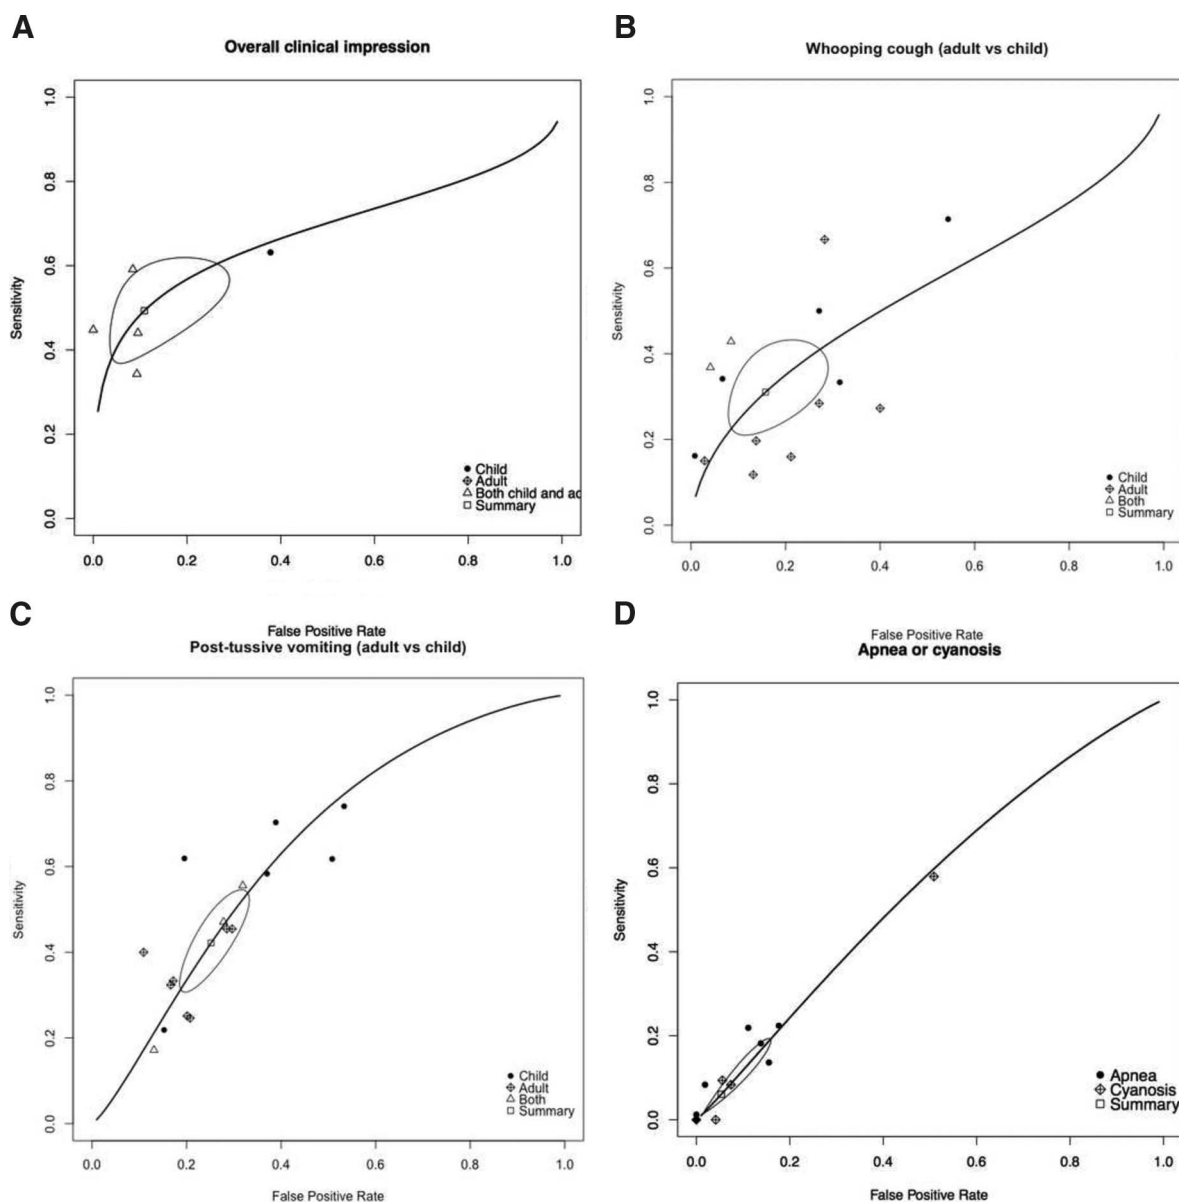 A
Overall clinical impression
Sensitivity
1.0
0.8
0.6
0.4
0.2
0.0
Child
Adult
Both child and ad
Summary
0.0 0.2 0.4 0.6 0.8 1.0
False Positive Rate
B
Whooping cough (adult vs child)
Sensitivity
1.0
0.8
0.6
0.4
0.2
0.0
Child
Adult
Both
Summary
0.0 0.2 0.4 0.6 0.8 1.0
False Positive Rate
C
Post-tussive vomiting (adult vs child)
Sensitivity
1.0
0.8
0.6
0.4
0.2
0.0
Child
Adult
Both
Summary
0.0 0.2 0.4 0.6 0.8 1.0
False Positive Rate
D
Apnea or cyanosis
Sensitivity
1.0
0.8
0.6
0.4
0.2
0.0
Apnea
Cyanosis
Summary
0.0 0.2 0.4 0.6 0.8 1.0
False Positive Rate